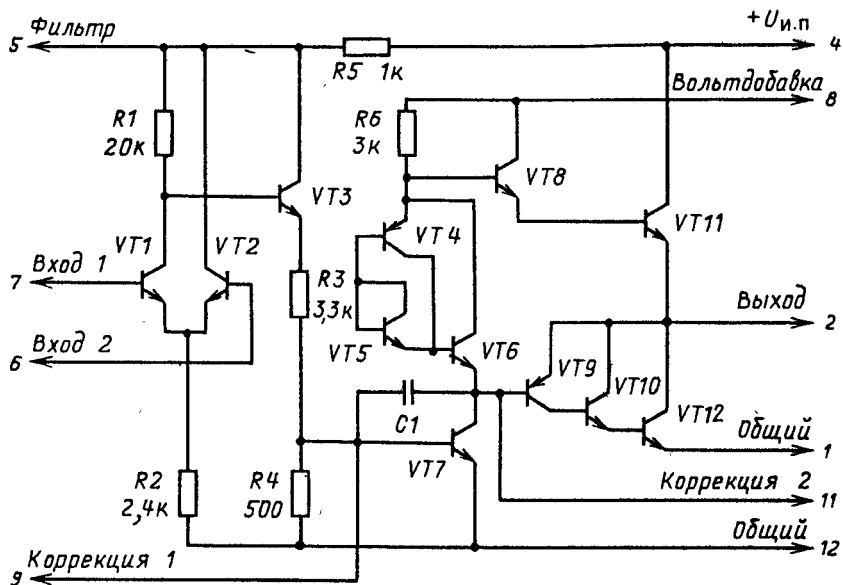 Фильтр
5
+Uи.п
4
R5 1к
Вольтдобавка
8
R1
20к
R6
3к
VT8
VT3
VT11
VT1
VT2
VT4
Вход 1
7
R3
3,3к
Выход
2
Вход 2
6
VT5
VT6
VT9
VT10
C1
VT12
Общий
1
VT7
R2
2,4к
R4
500
Коррекция 2
11
Общий
12
Коррекция 1
9